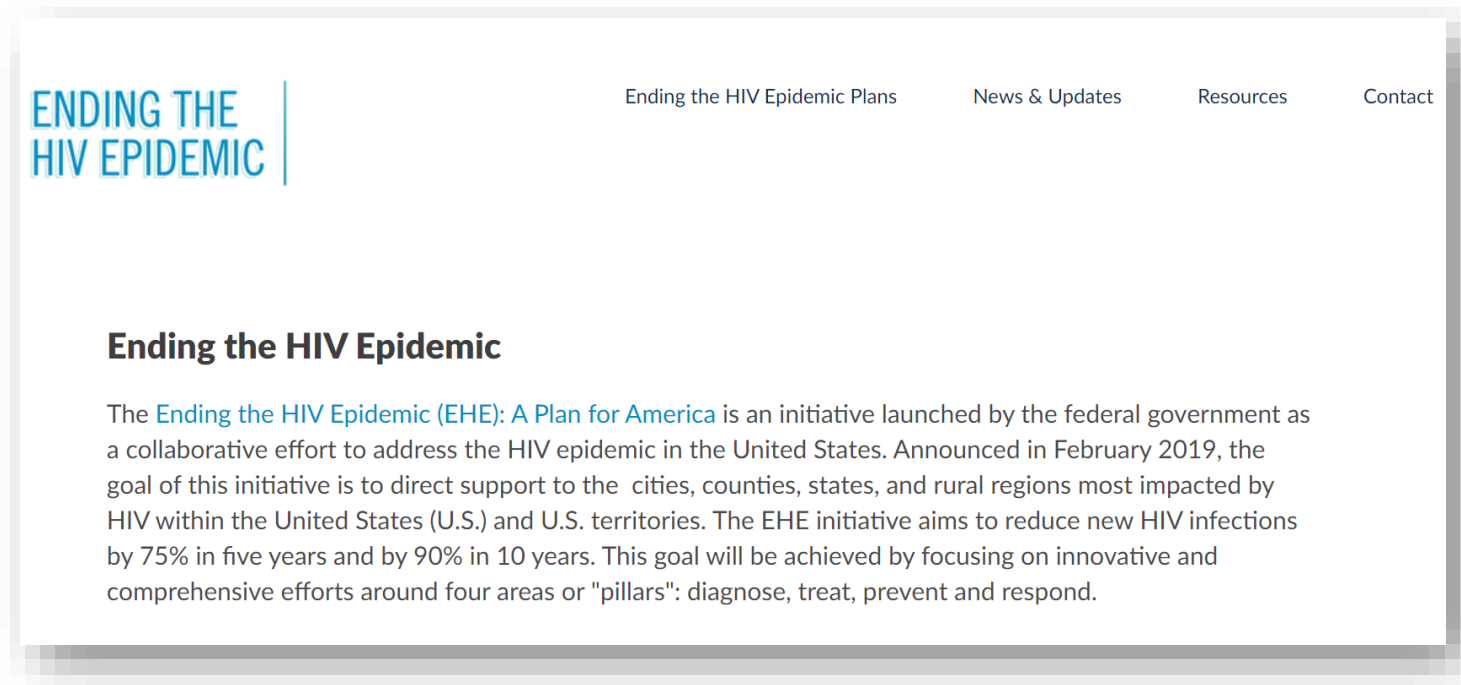 ENDING THE
HIV EPIDEMIC
Ending the HIV Epidemic Plans
News & Updates
Resources
Contact
Ending the HIV Epidemic
The Ending the HIV Epidemic (EHE): A Plan for America is an initiative launched by the federal government as
a collaborative effort to address the HIV epidemic in the United States. Announced in February 2019, the
goal of this initiative is to direct support to the  cities, counties, states, and rural regions most impacted by
HIV within the United States (U.S.) and U.S. territories. The EHE initiative aims to reduce new HIV infections
by 75% in five years and by 90% in 10 years. This goal will be achieved by focusing on innovative and
comprehensive efforts around four areas or "pillars": diagnose, treat, prevent and respond.